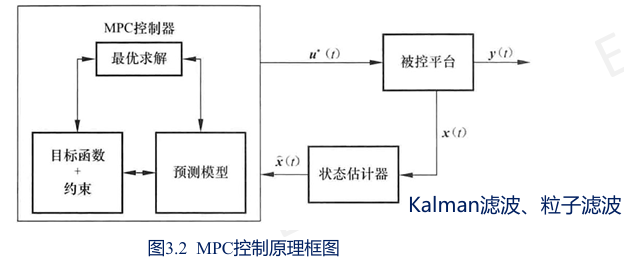 MPC控制器
最优求解
目标函数
+
约束
预测模型
u*(t)
被控平台
y(t)
x(t)
x̂(t)
状态估计器
Kalman滤波、粒子滤波
图3.2 MPC控制原理框图